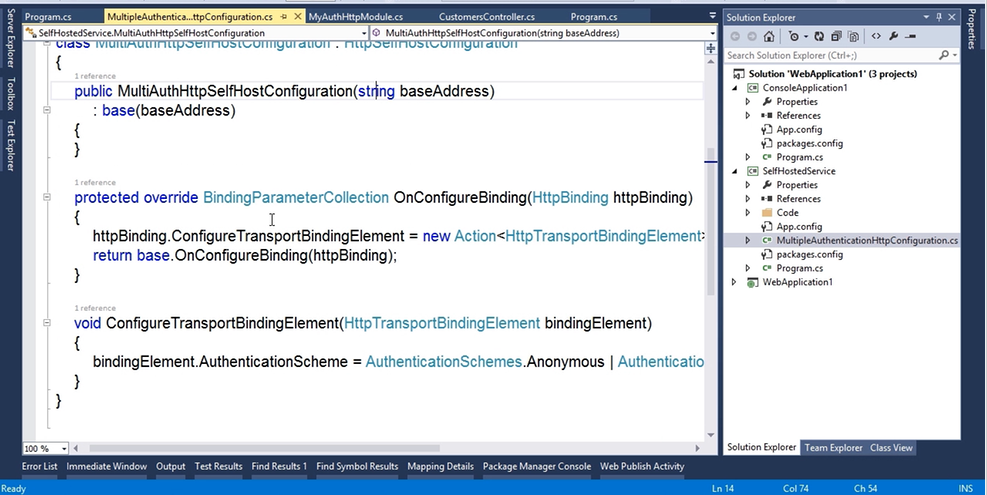 Program.cs
MultipleAuthentica...ttpConfiguration.cs
MyAuthHttpModule.cs
CustomersController.cs
Program.cs
SelfHostedService.MultiAuthHttpSelfHostConfiguration
MultiAuthHttpSelfHostConfiguration(string baseAddress)
class MultiAuthHttpSelfHostConfiguration : HttpSelfHostConfiguration
{
1 reference
public MultiAuthHttpSelfHostConfiguration(string baseAddress)
: base(baseAddress)
{
}
1 reference
protected override BindingParameterCollection OnConfigureBinding(HttpBinding httpBinding)
{
httpBinding.ConfigureTransportBindingElement = new Action<HttpTransportBindingElement>
return base.OnConfigureBinding(httpBinding);
}
1 reference
void ConfigureTransportBindingElement(HttpTransportBindingElement bindingElement)
{
bindingElement.AuthenticationScheme = AuthenticationSchemes.Anonymous | Authenticatio
}
}
100 %
Server Explorer
Toolbox
Test Explorer
Solution Explorer
Search Solution Explorer (Ctrl+;)
Solution 'WebApplication1' (3 projects)
ConsoleApplication1
Properties
References
App.config
packages.config
Program.cs
SelfHostedService
Properties
References
Code
App.config
MultipleAuthenticationHttpConfiguration.cs
packages.config
Program.cs
WebApplication1
Solution Explorer Team Explorer Class View
Properties
Error List Immediate Window Output Test Results Find Results 1 Find Symbol Results Mapping Details Package Manager Console Web Publish Activity
Ready Ln 14 Col 74 Ch 54 INS